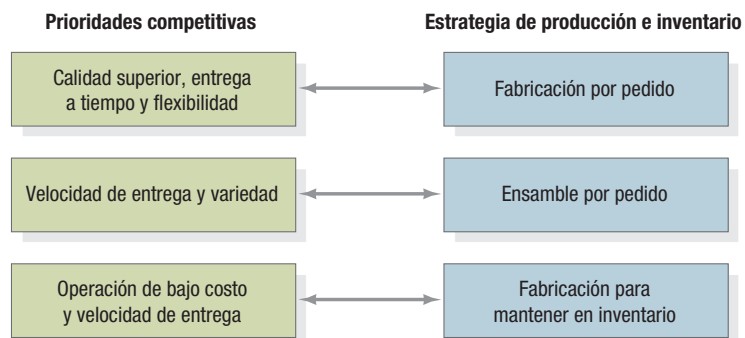 Prioridades competitivas
Estrategia de producción e inventario
Calidad superior, entrega
a tiempo y flexibilidad
Fabricación por pedido
Velocidad de entrega y variedad
Ensamble por pedido
Operación de bajo costo
y velocidad de entrega
Fabricación para
mantener en inventario